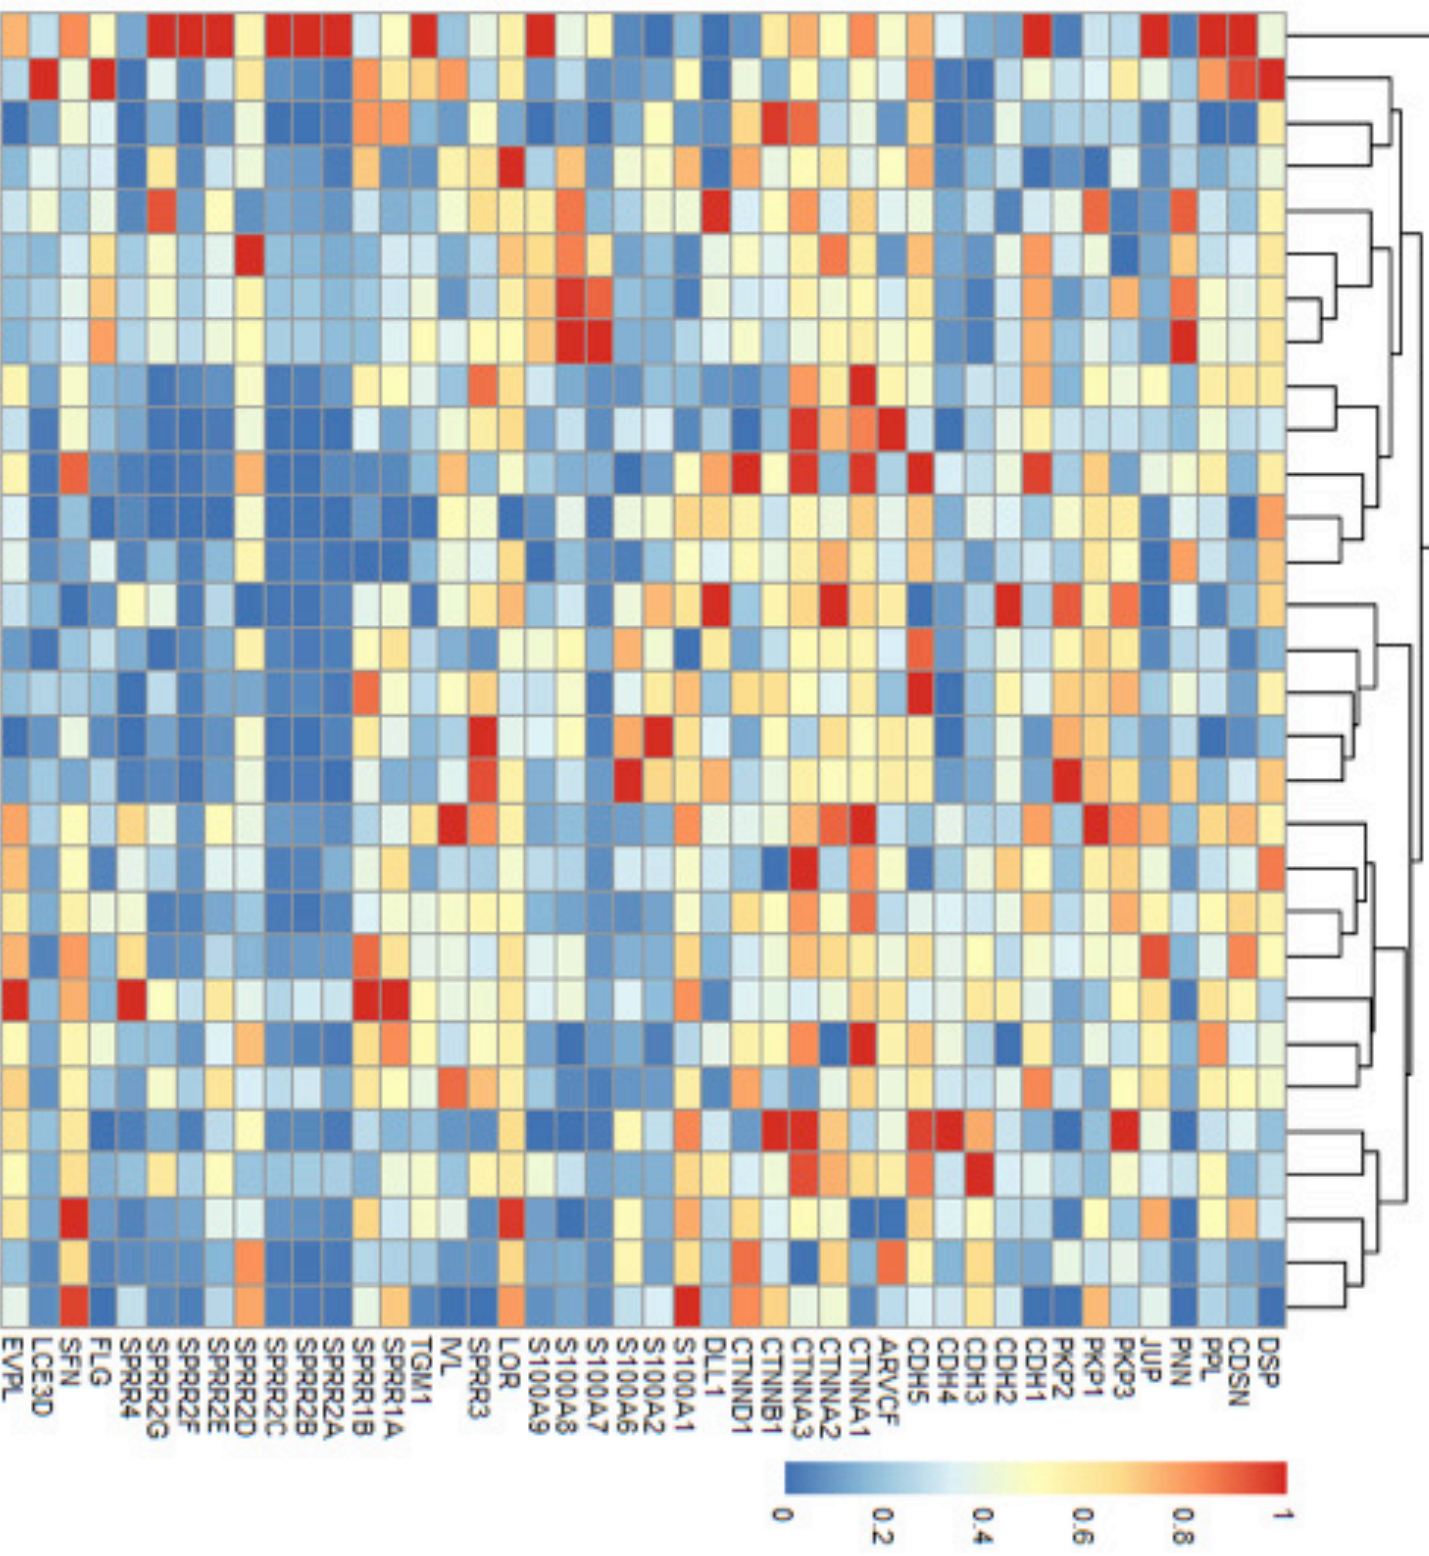 EVPL
LCE3D
SFN
FLG
SPRR4
SPRR2G
SPRR2F
SPRR2E
SPRR2D
SPRR2C
SPRR2B
SPRR2A
SPRR1B
SPRR1A
TGM1
IVL
SPRR3
LOR
S100A9
S100A8
S100A7
S100A6
S100A2
S100A1
DLL1
CTNND1
CTNNB1
CTNNA3
CTNNA2
CTNNA1
ARVCF
CDH5
CDH4
CDH3
CDH2
CDH1
PKP2
PKP1
PKP3
JUP
PNN
PPL
CDSN
DSP
0
0.2
0.4
0.6
0.8
1